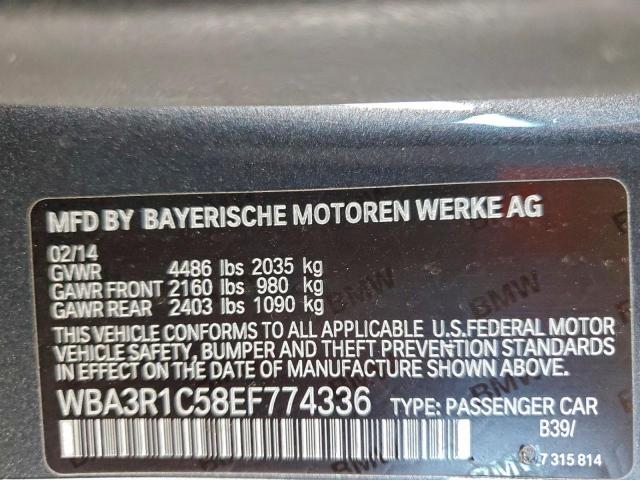 MFD BY BAYERISCHE MOTOREN WERKE AG
02/14
GVWR 4486 lbs 2035 kg
GAWR FRONT 2160 lbs 980 kg
GAWR REAR 2403 lbs 1090 kg
THIS VEHICLE CONFORMS TO ALL APPLICABLE U.S.FEDERAL MOTOR
VEHICLE SAFETY, BUMPER AND THEFT PREVENTION STANDARDS
IN EFFECT ON THE DATE OF MANUFACTURE SHOWN ABOVE.
WBA3R1C58EF774336 TYPE: PASSENGER CAR
B39/
7 315 814